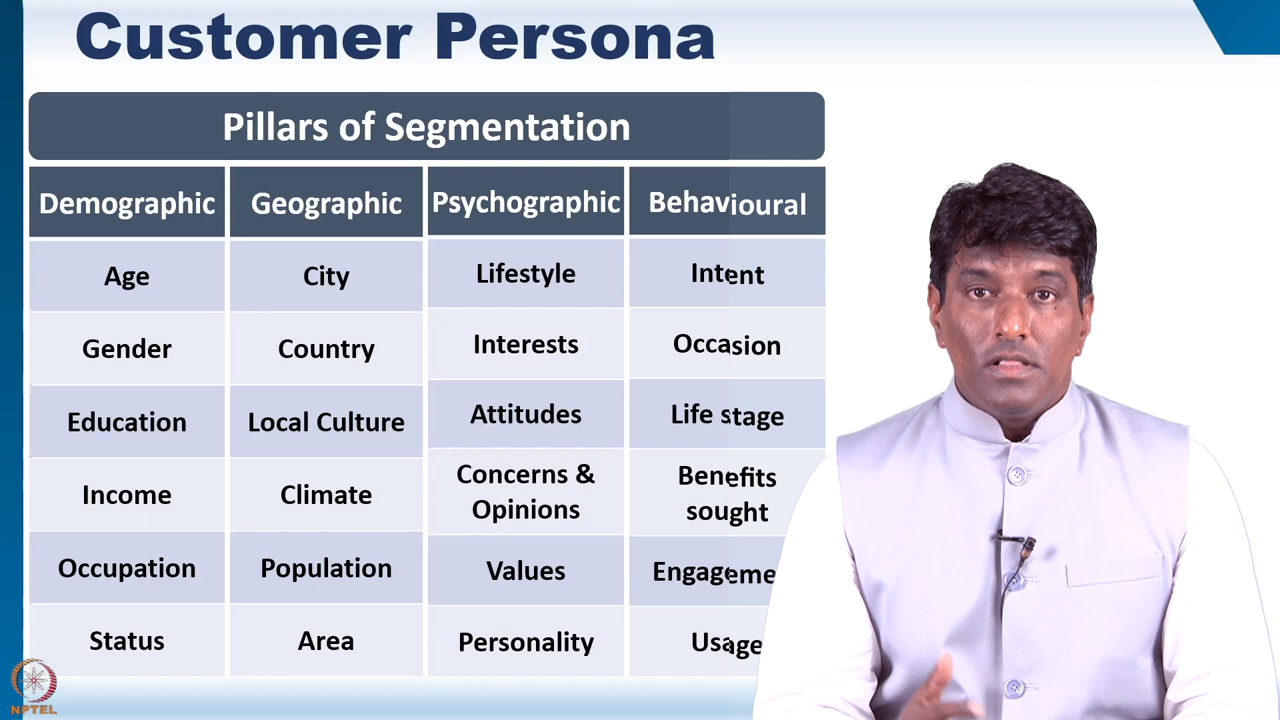 Customer Persona
Pillars of Segmentation
Demographic Geographic Psychographic Behavioural
Age City Lifestyle Intent
Gender Country Interests Occasion
Education Local Culture Attitudes Life stage
Income Climate Concerns & Opinions Benefits sought
Occupation Population Values Engageme
Status Area Personality Usage
NPTEL